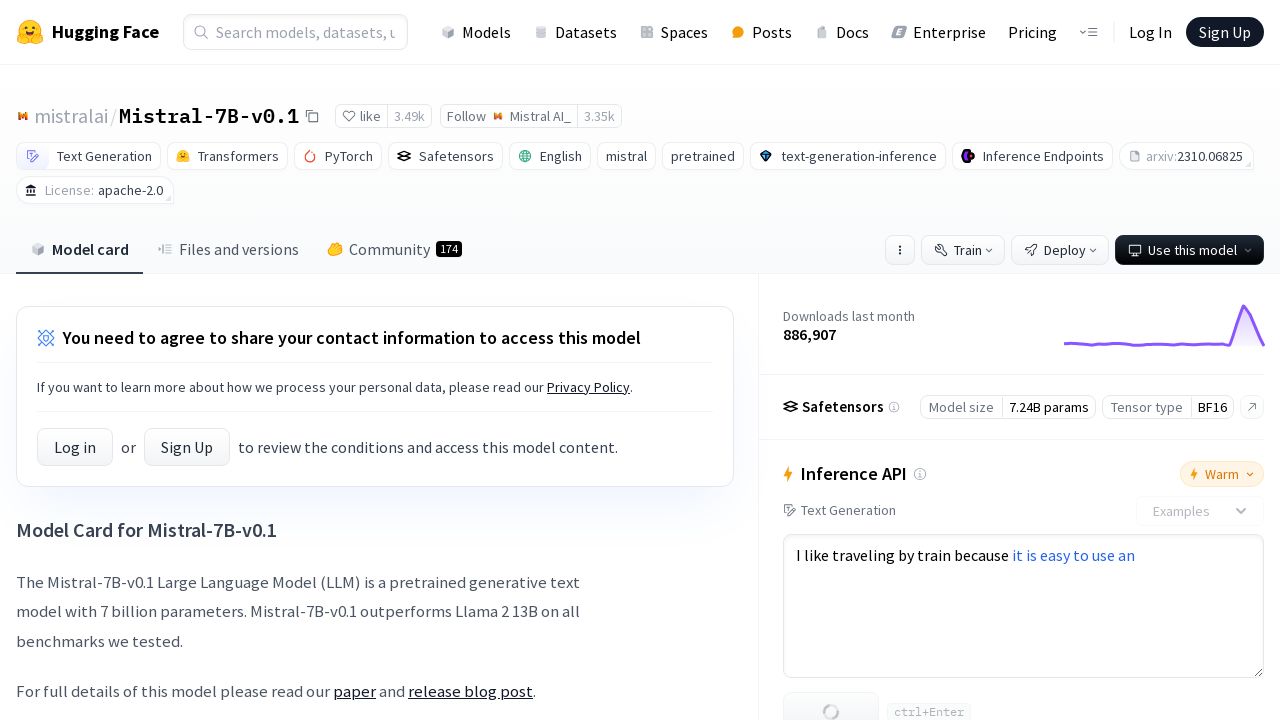 Hugging Face
Search models, datasets, u
Models
Datasets
Spaces
Posts
Docs
Enterprise
Pricing
Log In
Sign Up
mistralai/Mistral-7B-v0.1
like 3.49k
Follow Mistral AI_ 3.35k
Text Generation
Transformers
PyTorch
Safetensors
English
mistral
pretrained
text-generation-inference
Inference Endpoints
arxiv:2310.06825
License: apache-2.0
Model card
Files and versions
Community 174
Train
Deploy
Use this model
You need to agree to share your contact information to access this model
If you want to learn more about how we process your personal data, please read our Privacy Policy.
Log in or Sign Up to review the conditions and access this model content.
Model Card for Mistral-7B-v0.1
The Mistral-7B-v0.1 Large Language Model (LLM) is a pretrained generative text
model with 7 billion parameters. Mistral-7B-v0.1 outperforms Llama 2 13B on all
benchmarks we tested.
For full details of this model please read our paper and release blog post.
Downloads last month
886,907
Safetensors
Model size 7.24B params
Tensor type BF16
Inference API
Warm
Text Generation
Examples
I like traveling by train because it is easy to use an
ctrl+Enter